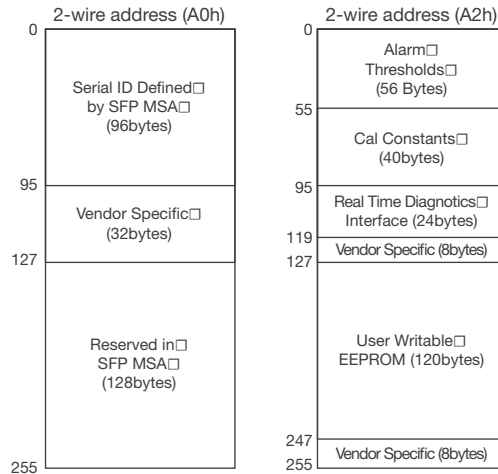 2-wire address (A0h)
0
Serial ID Defined□
by SFP MSA□
(96bytes)
95
Vendor Specific□
(32bytes)
127
Reserved in□
SFP MSA□
(128bytes)
255
2-wire address (A2h)
0
Alarm□
Thresholds□
(56 Bytes)
55
Cal Constants□
(40bytes)
95
Real Time Diagnotics□
Interface (24bytes)
119
Vendor Specific (8bytes)
127
User Writable□
EEPROM (120bytes)
247
Vendor Specific (8bytes)
255